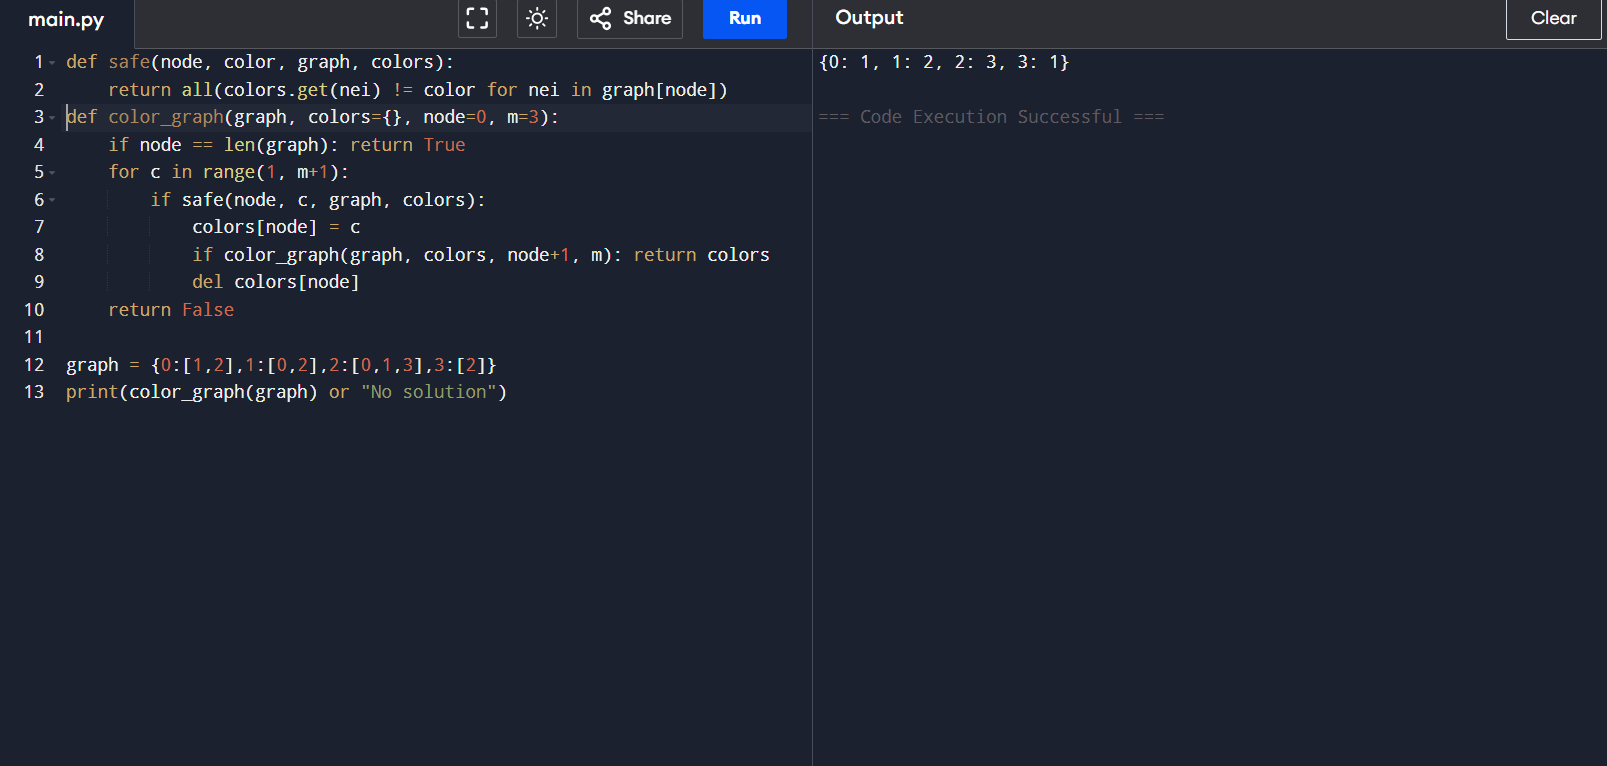 main.py
Share
Run
Output
Clear
1 def safe(node, color, graph, colors):
2     return all(colors.get(nei) != color for nei in graph[node])
3 def color_graph(graph, colors={}, node=0, m=3):
4     if node == len(graph): return True
5     for c in range(1, m+1):
6         if safe(node, c, graph, colors):
7             colors[node] = c
8             if color_graph(graph, colors, node+1, m): return colors
9             del colors[node]
10     return False
11
12 graph = {0:[1,2],1:[0,2],2:[0,1,3],3:[2]}
13 print(color_graph(graph) or "No solution")
{0: 1, 1: 2, 2: 3, 3: 1}
=== Code Execution Successful ===